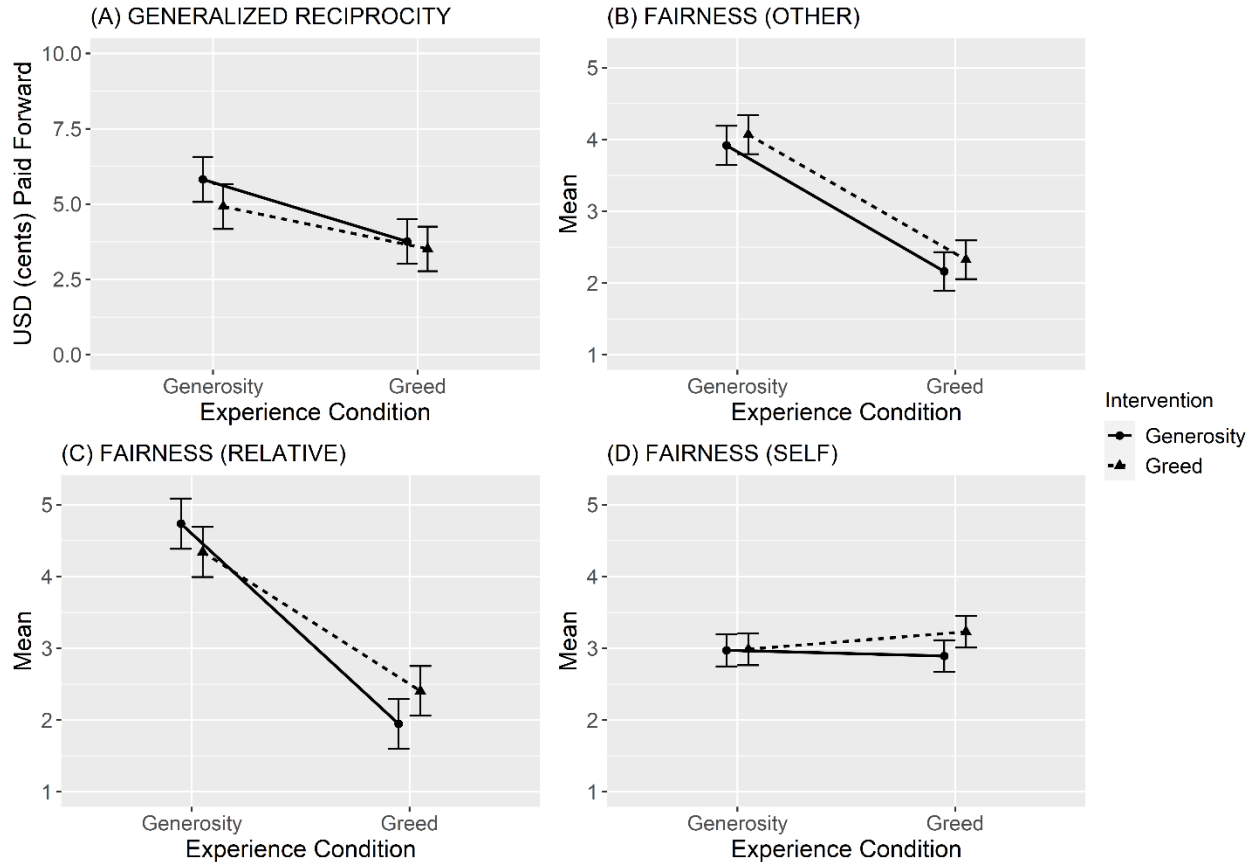 (A) GENERALIZED RECIPROCITY
USD (cents) Paid Forward
10.0
7.5
5.0
2.5
0.0
Generosity Greed
Experience Condition
(B) FAIRNESS (OTHER)
Mean
5
4
3
2
1
Generosity Greed
Experience Condition
(C) FAIRNESS (RELATIVE)
Mean
5
4
3
2
1
Generosity Greed
Experience Condition
(D) FAIRNESS (SELF)
Mean
5
4
3
2
1
Generosity Greed
Experience Condition
Intervention
Generosity
Greed